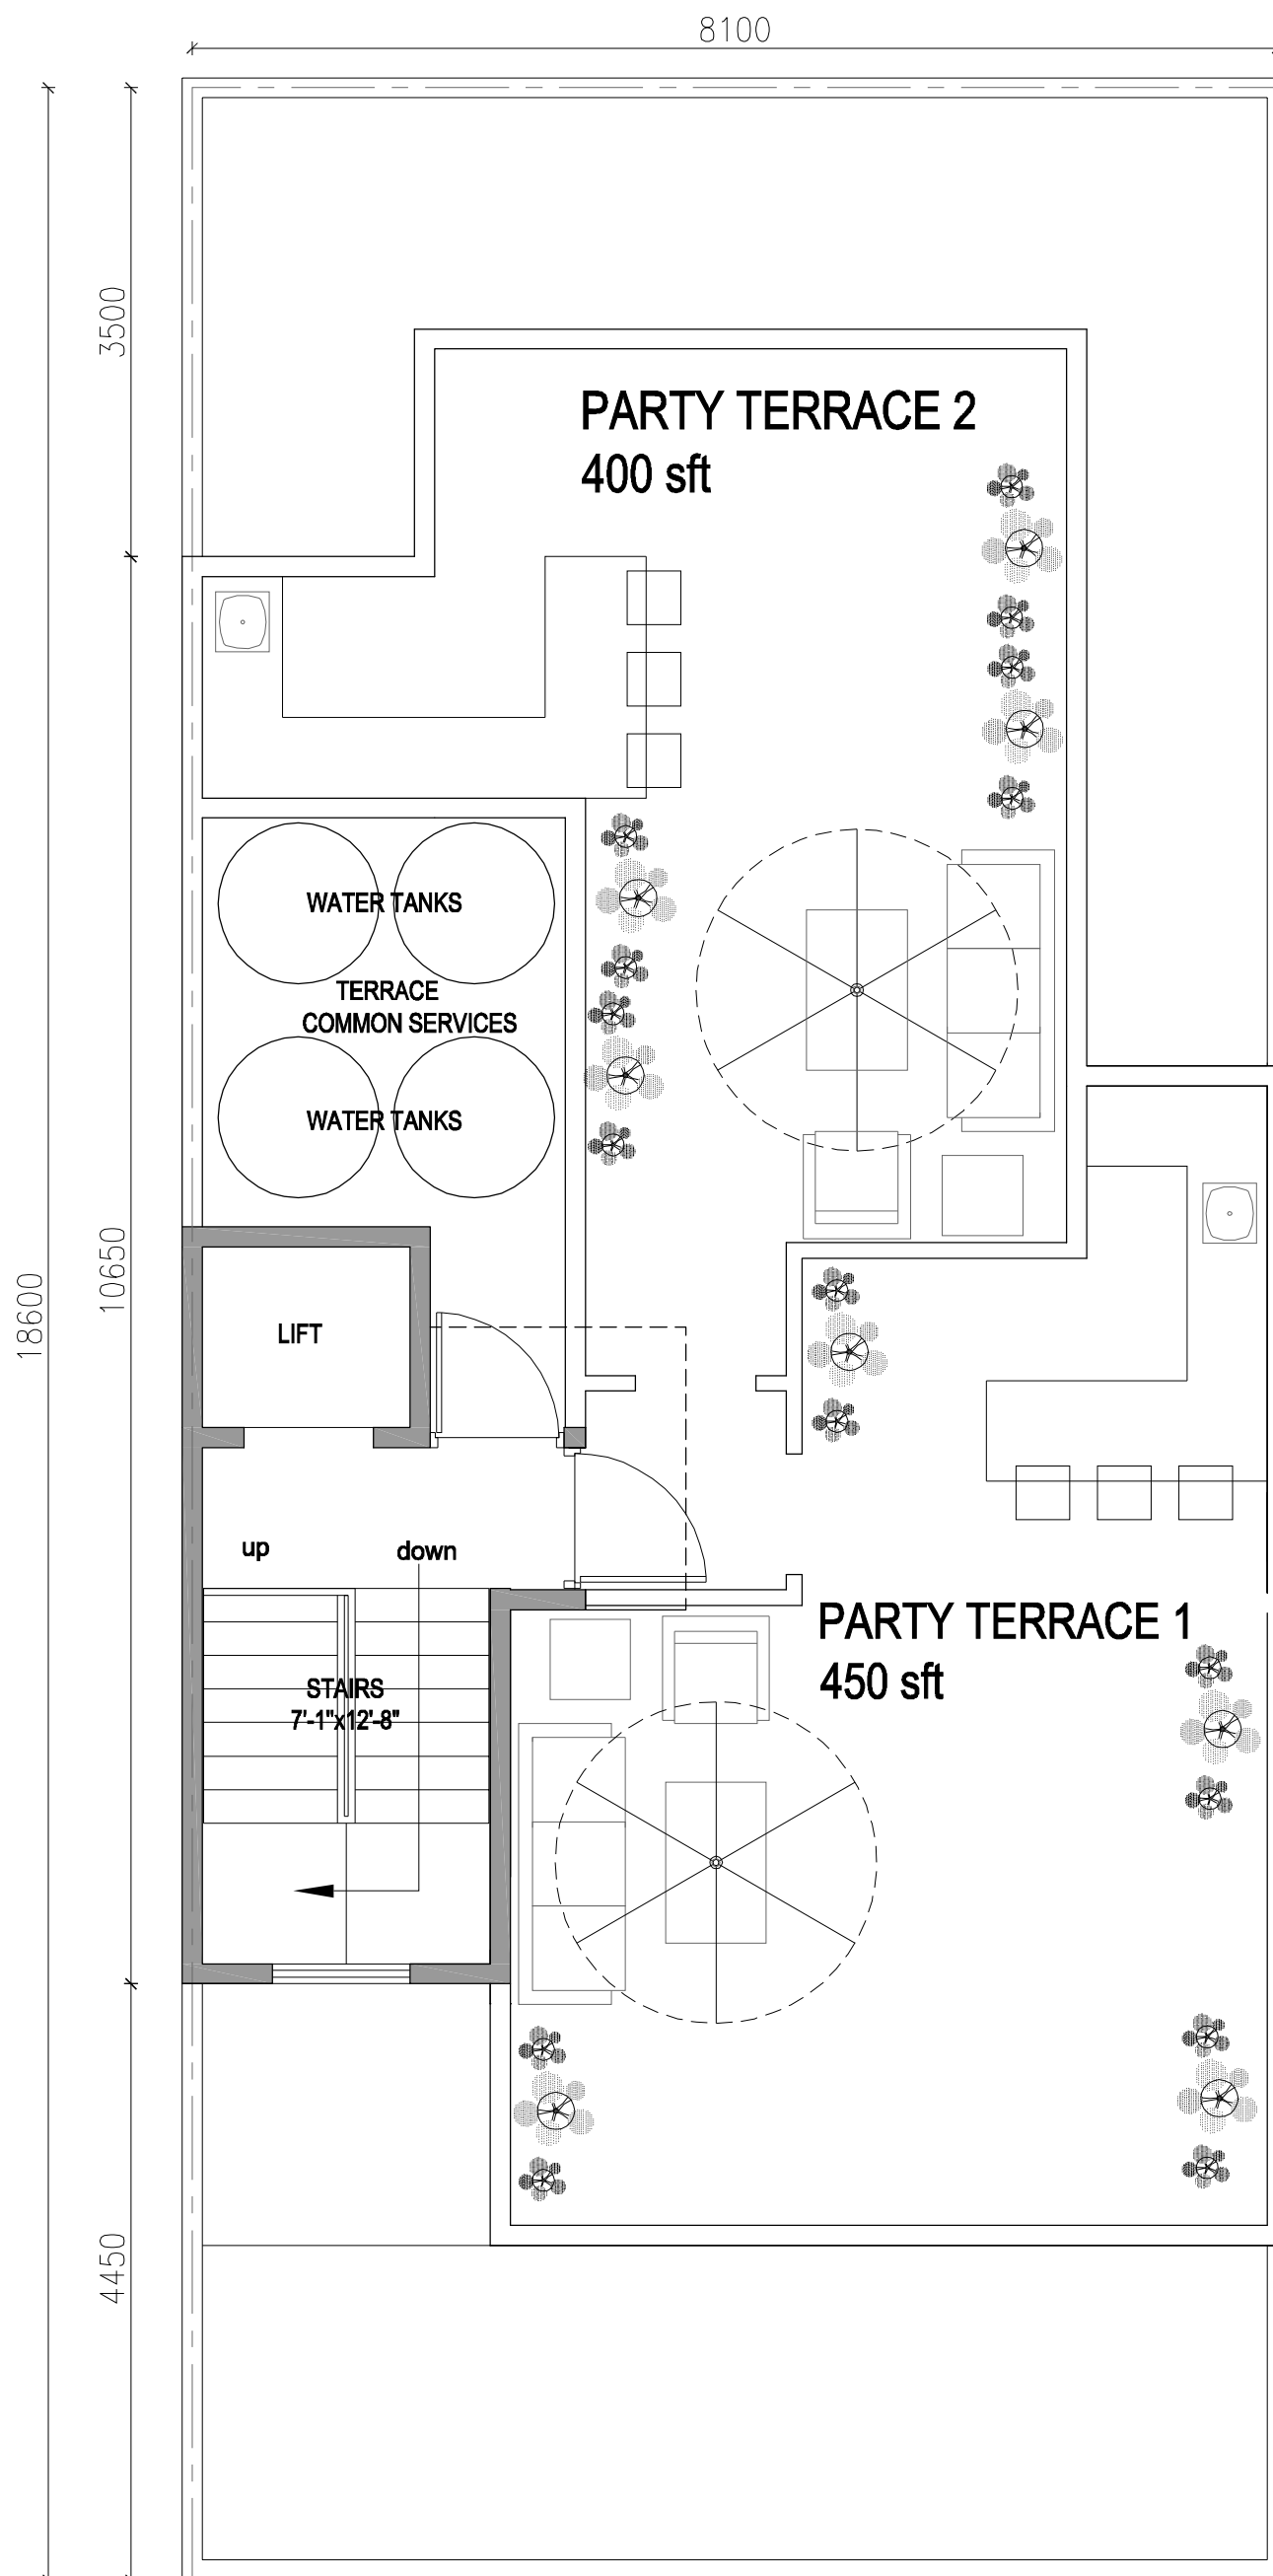 8100
3500
PARTY TERRACE 2
400 sft
WATER TANKS
TERRACE
COMMON SERVICES
WATER TANKS
18600
10650
LIFT
up
down
PARTY TERRACE 1
450 sft
STAIRS
7'-1"x12'-8"
4450